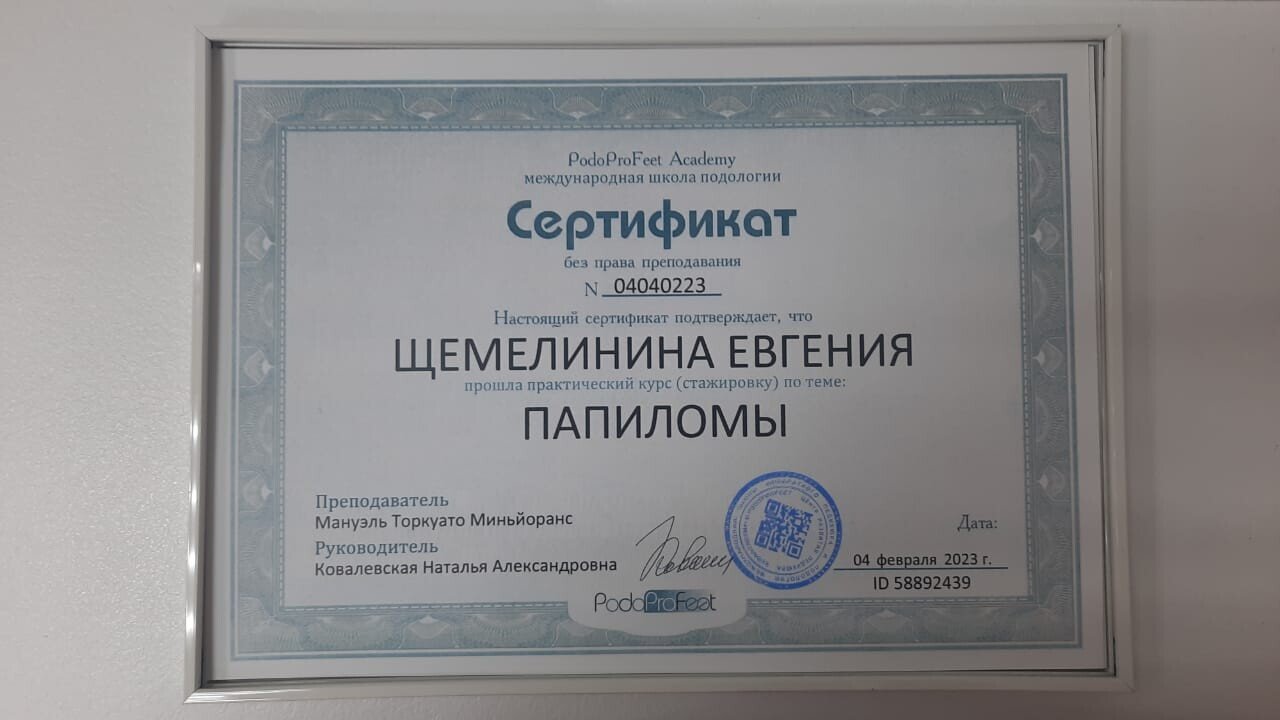 PodoProFeet Academy
международная школа подологии
Сертификат
без права преподавания
N 04040223
Настоящий сертификат подтверждает, что
ЩЕМЕЛИНИНА ЕВГЕНИЯ
прошла практический курс (стажировку) по теме:
ПАПИЛОМЫ
Преподаватель
Мануэль Торкуато Миньйоранс
Руководитель
Ковалевская Наталья Александровна
Дата:
04 февраля 2023 г.
ID 58892439
PodoProFeet